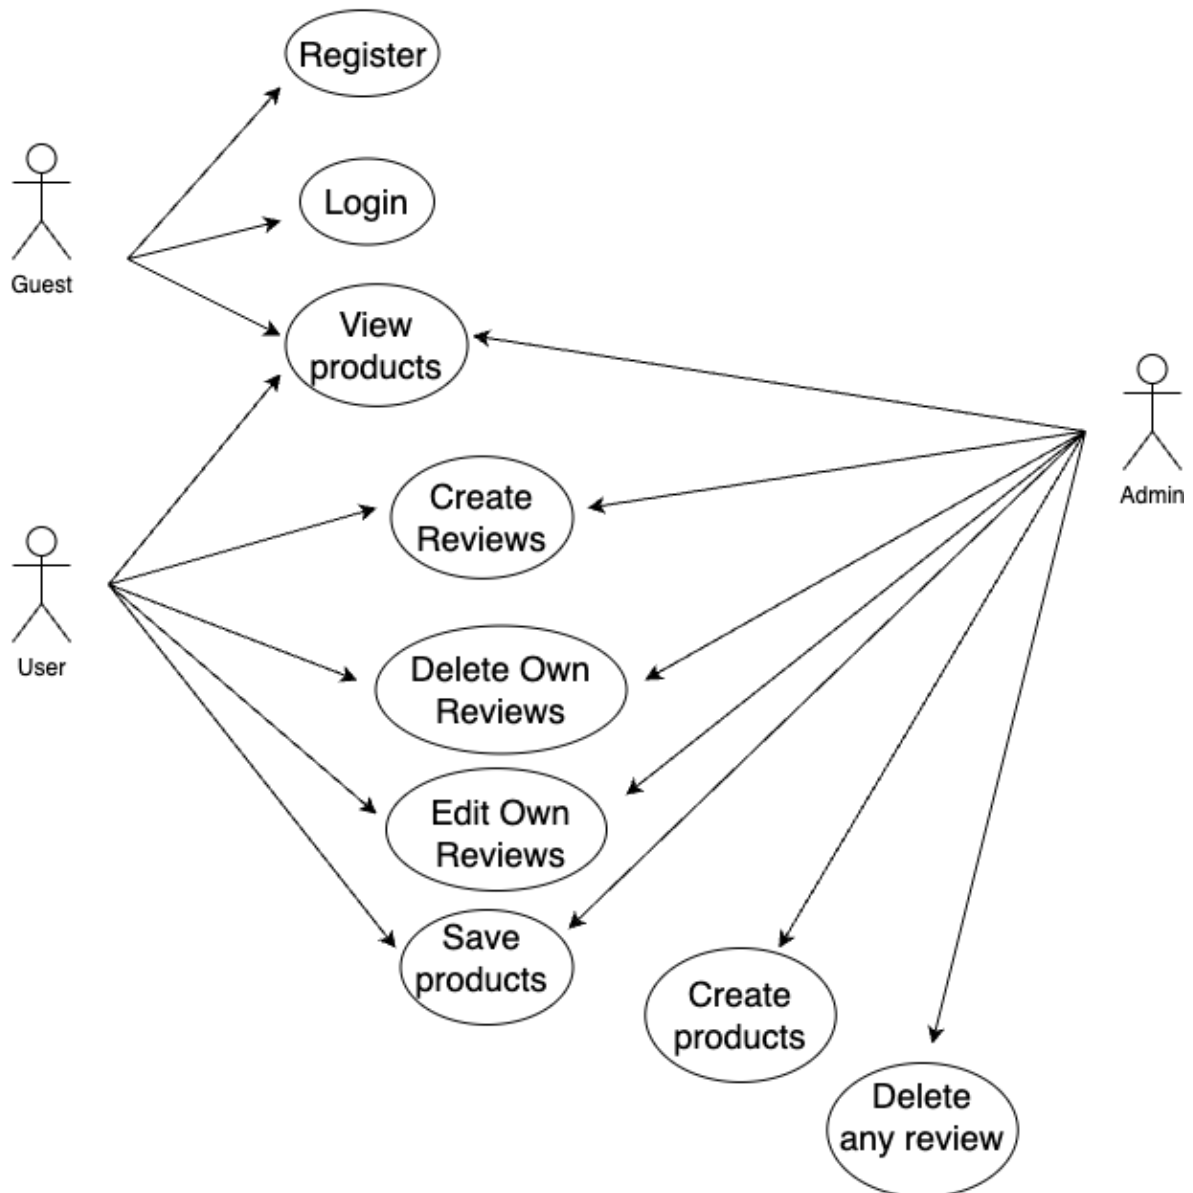 Register
Login
Guest
View
products
Admin
Create
Reviews
User
Delete Own
Reviews
Edit Own
Reviews
Save
products
Create
products
Delete
any review